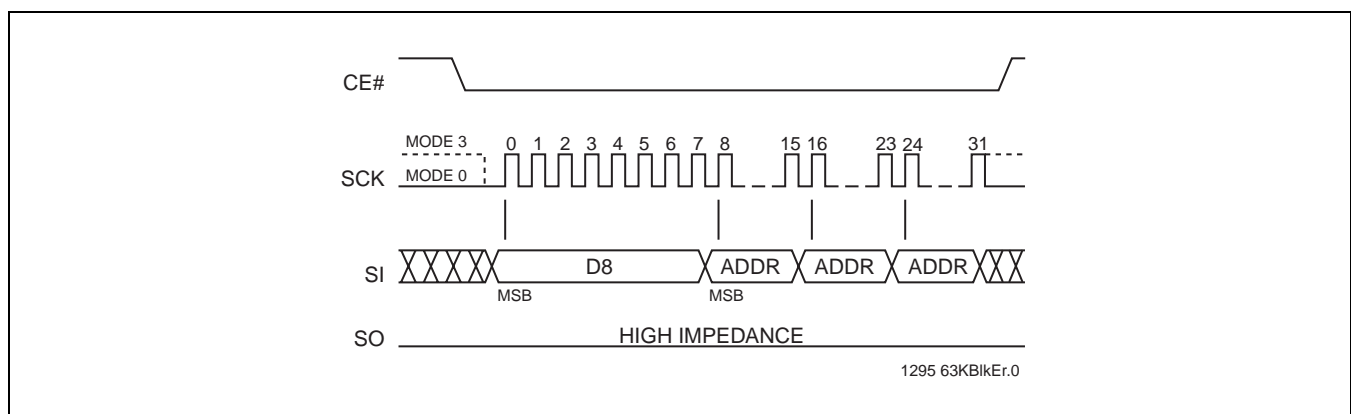 CE#
MODE 3
0 1 2 3 4 5 6 7 8 15 16 23 24 31
SCK
MODE 0
SI
D8 ADDR ADDR ADDR
MSB MSB
SO
HIGH IMPEDANCE
1295 63KBlkEr.0